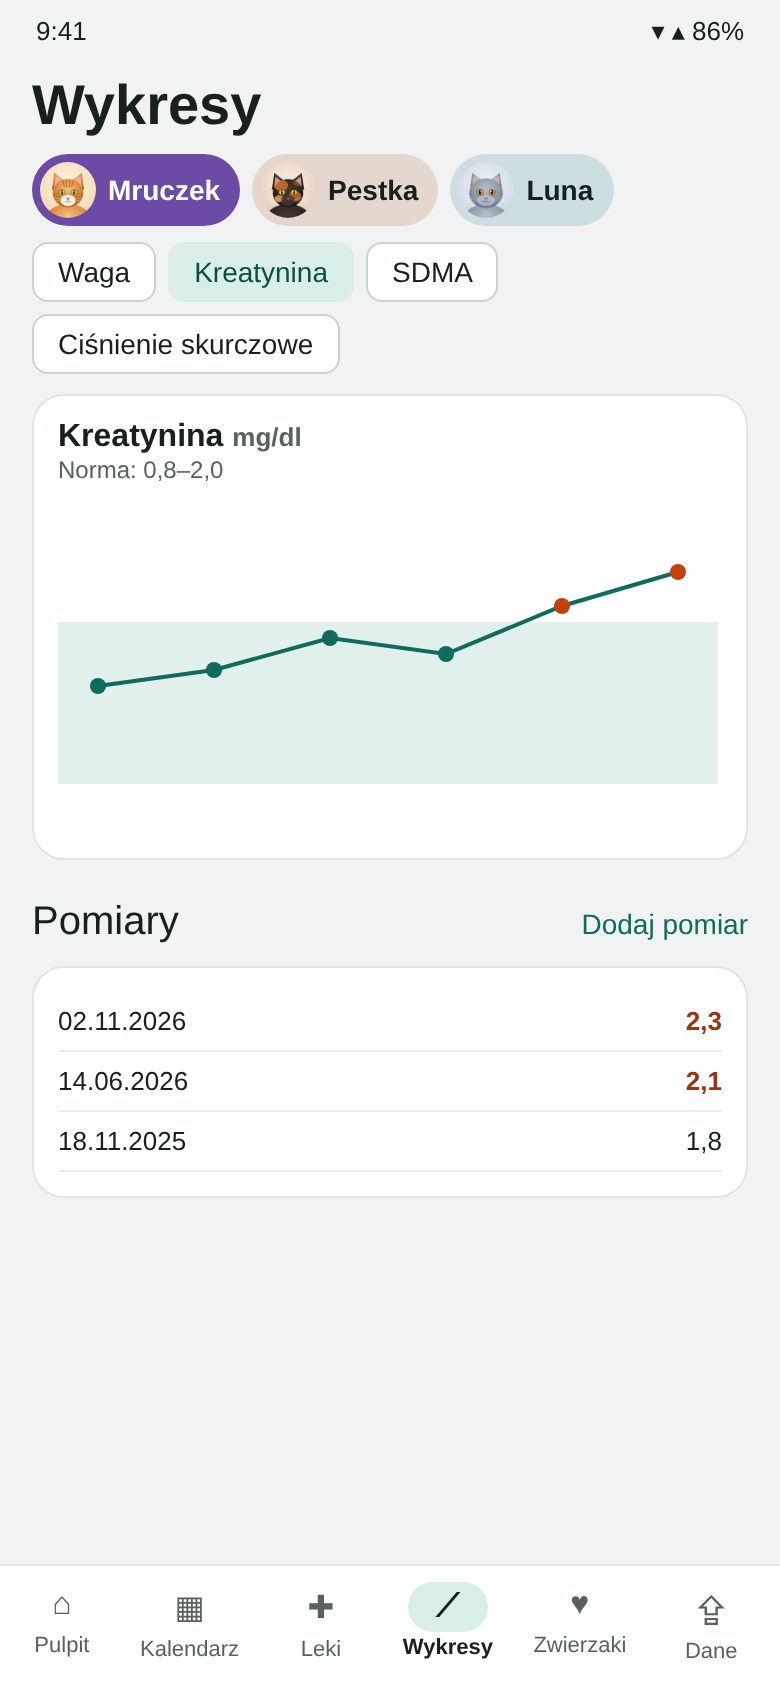 9:41 ▼▲ 86%
Wykresy
Mruczek Pestka Luna
Waga Kreatynina SDMA
Ciśnienie skurczowe
Kreatynina mg/dl
Norma: 0,8–2,0
Pomiary Dodaj pomiar
02.11.2026 2,3
14.06.2026 2,1
18.11.2025 1,8
Pulpit Kalendarz Leki Wykresy Zwierzaki Dane